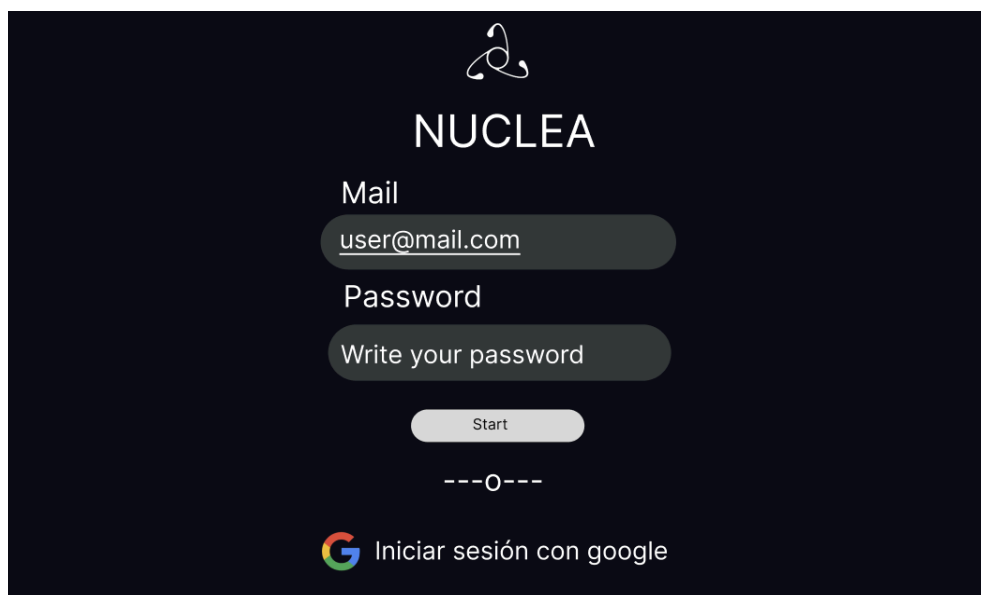 NUCLEA
Mail
user@mail.com
Password
Write your password
Start
---o---
Iniciar sesión con google